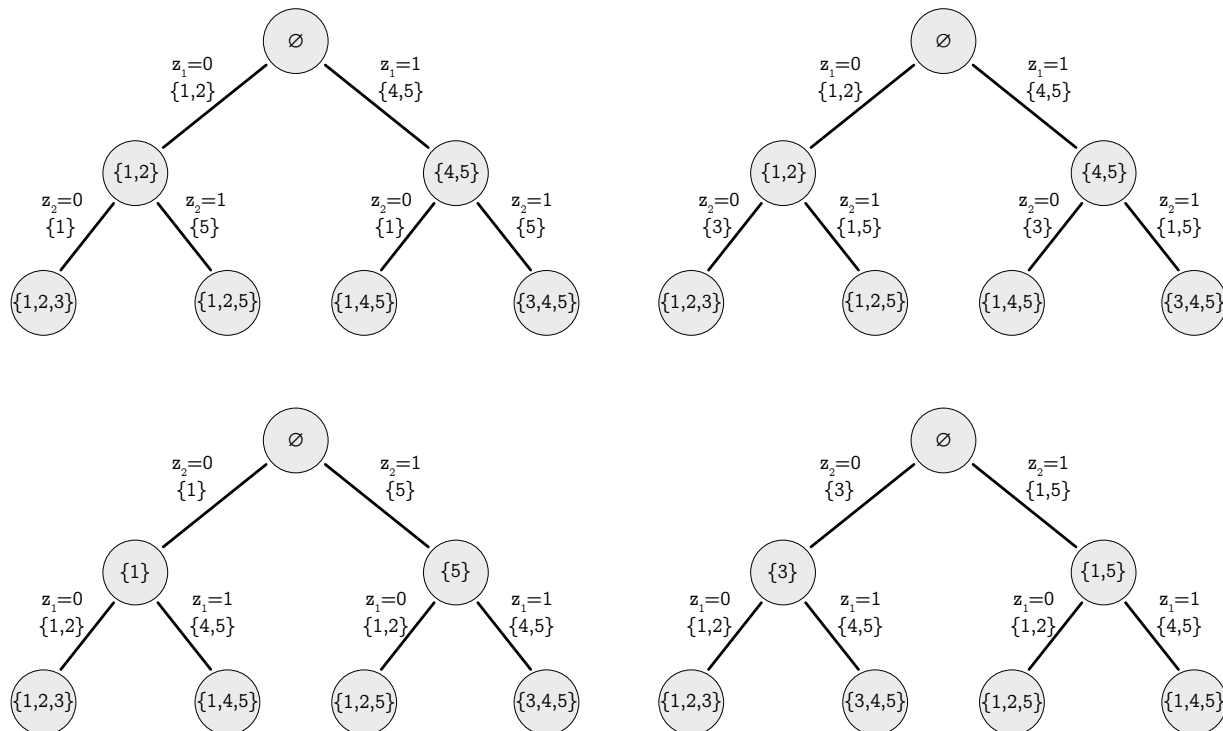 ∅
z₁=0
{1,2}
z₁=1
{4,5}
{1,2}
{4,5}
z₂=0
{1}
z₂=1
{5}
z₂=0
{1}
z₂=1
{5}
{1,2,3}
{1,2,5}
{1,4,5}
{3,4,5}
∅
z₁=0
{1,2}
z₁=1
{4,5}
{1,2}
{4,5}
z₂=0
{3}
z₂=1
{1,5}
z₂=0
{3}
z₂=1
{1,5}
{1,2,3}
{1,2,5}
{1,4,5}
{3,4,5}
∅
z₂=0
{1}
z₂=1
{5}
{1}
{5}
z₁=0
{1,2}
z₁=1
{4,5}
z₁=0
{1,2}
z₁=1
{4,5}
{1,2,3}
{1,4,5}
{1,2,5}
{3,4,5}
∅
z₂=0
{3}
z₂=1
{1,5}
{3}
{1,5}
z₁=0
{1,2}
z₁=1
{4,5}
z₁=0
{1,2}
z₁=1
{4,5}
{1,2,3}
{3,4,5}
{1,2,5}
{1,4,5}